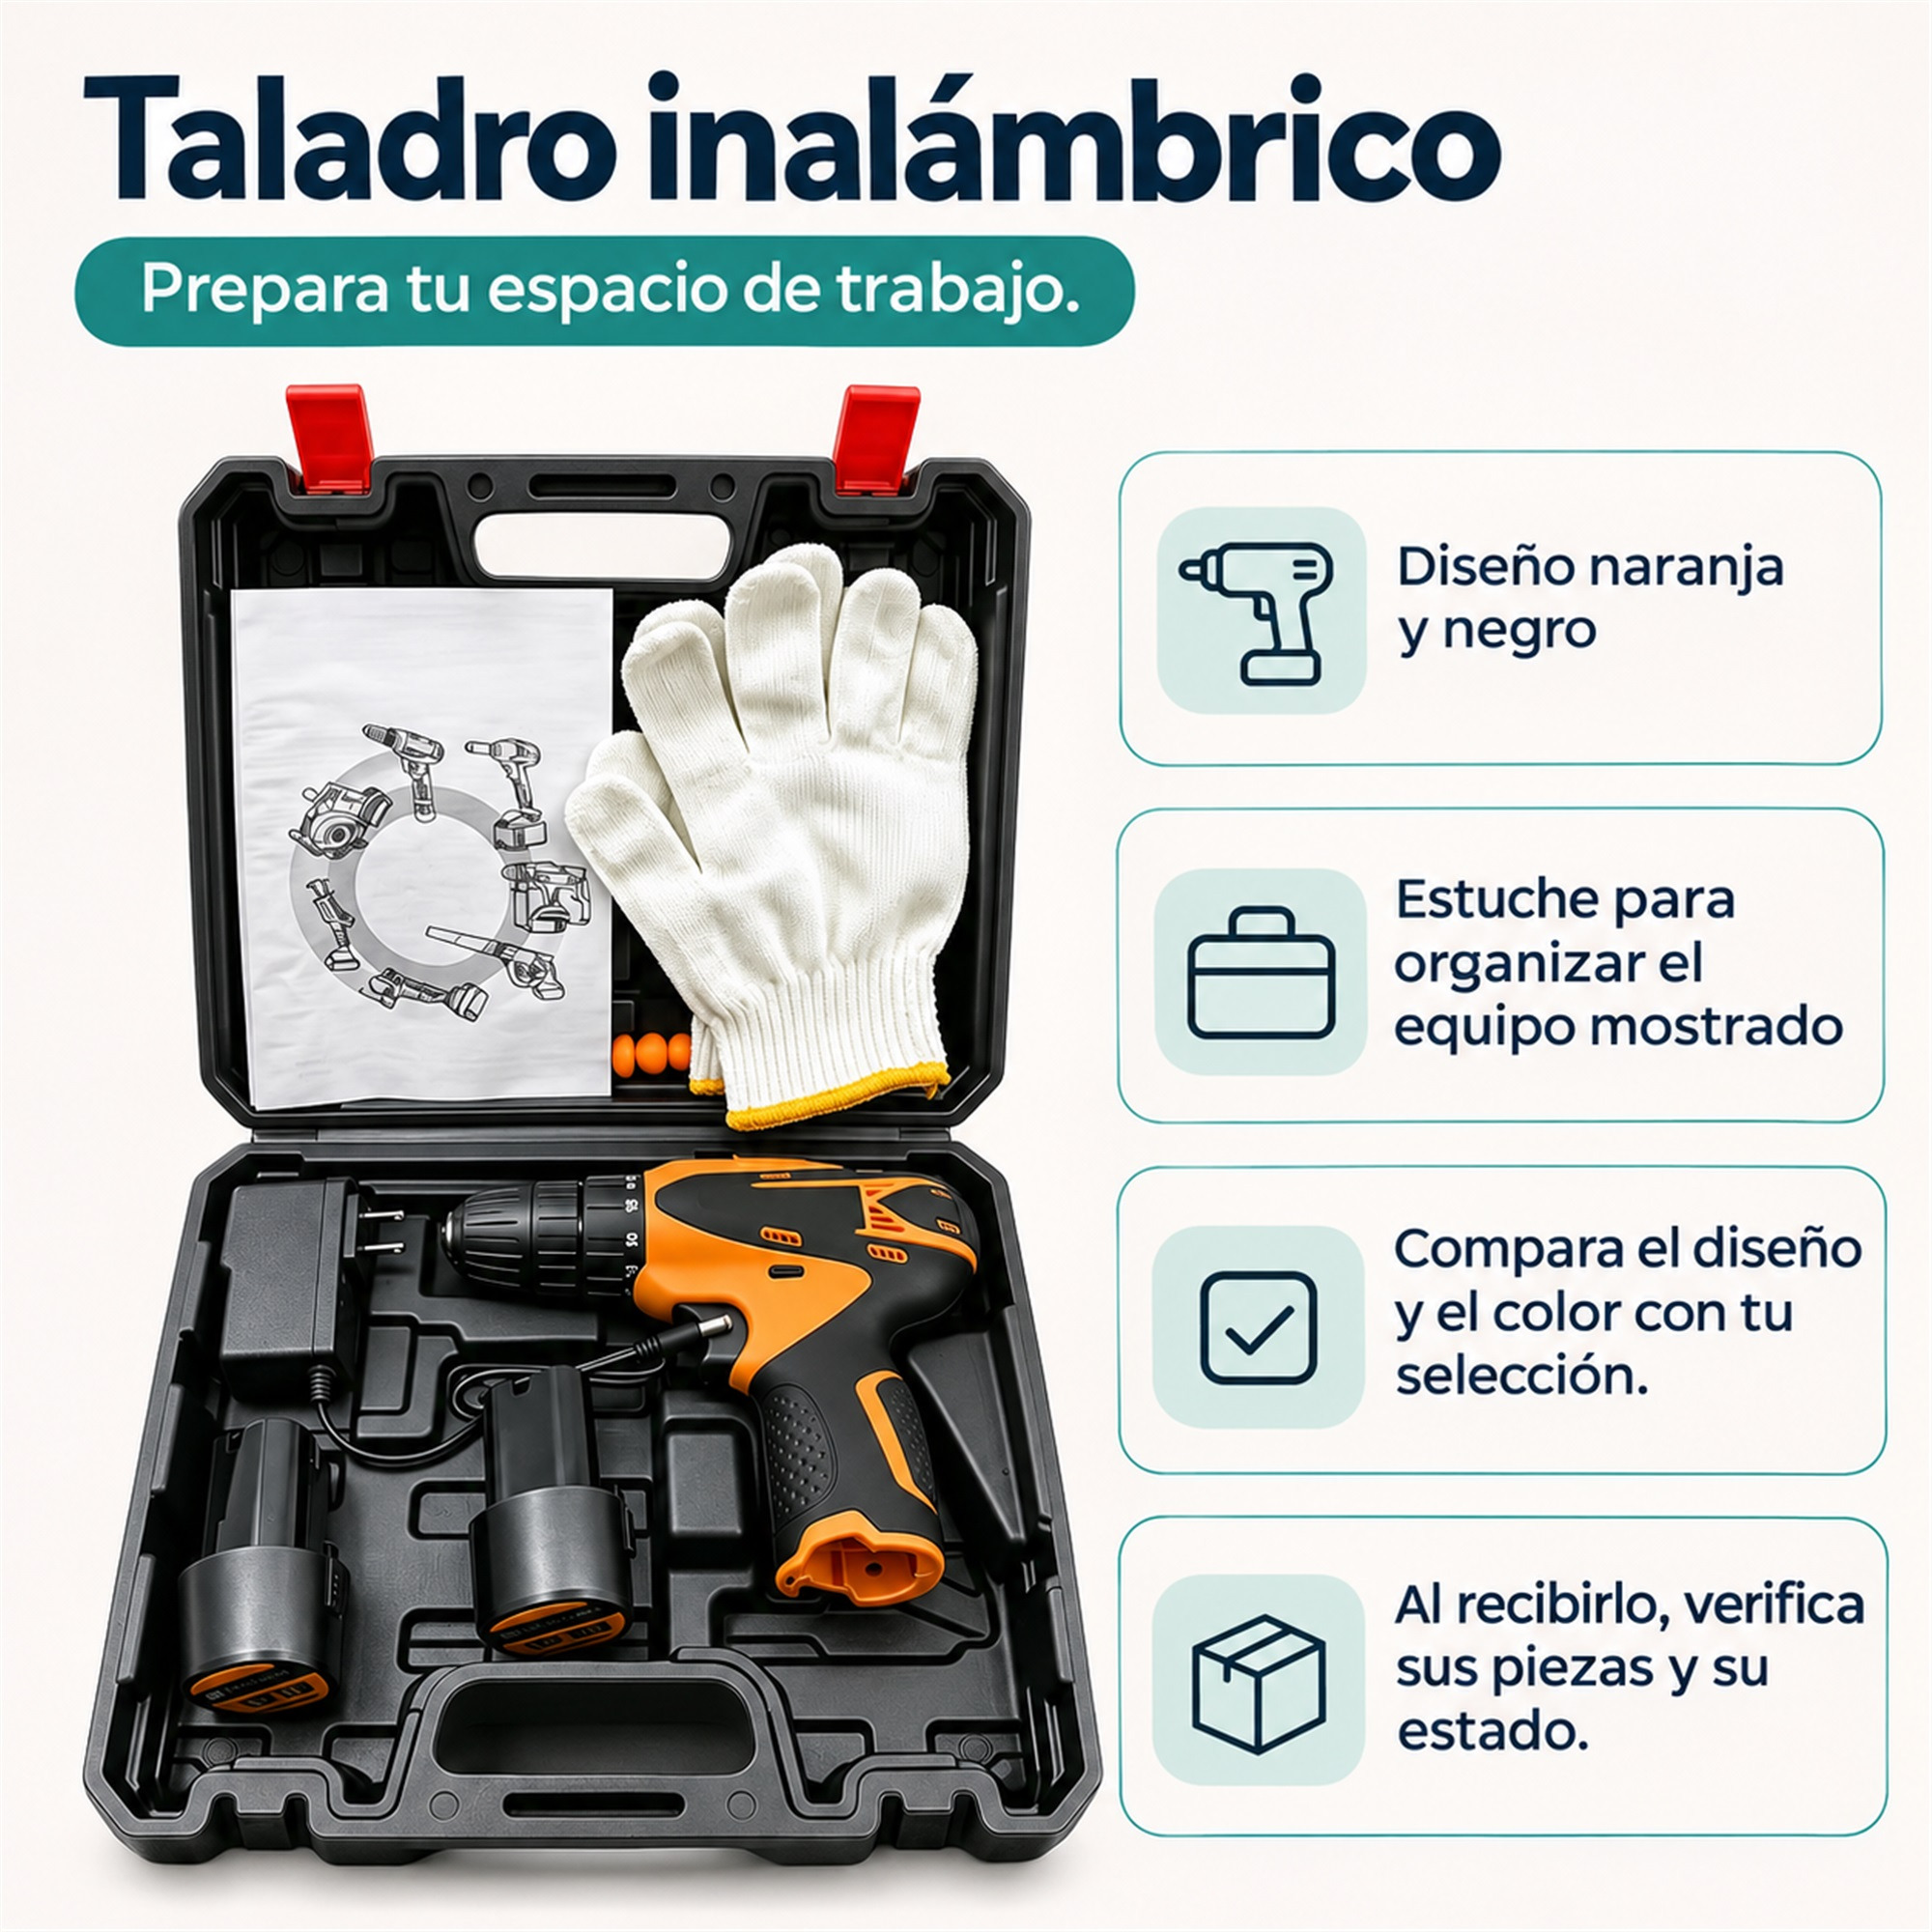 Taladro inalámbrico
Prepara tu espacio de trabajo.
Diseño naranja
y negro
Estuche para
organizar el
equipo mostrado
Compara el diseño
y el color con tu
selección.
Al recibirlo, verifica
sus piezas y su
estado.